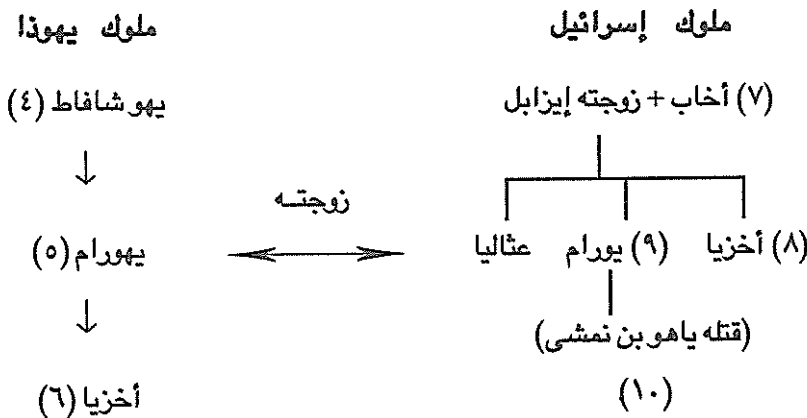 ملوك إسرائيل
ملوك يهوذا
(٧) أخاب + زوجته إيزابل
يهوشافاط (٤)
زوجتـه
(٨) أخزيا
(٩) يورام
عثاليا
يهورام (٥)
(قتله ياهو بن نمشى)
(١٠)
أخزيا (٦)